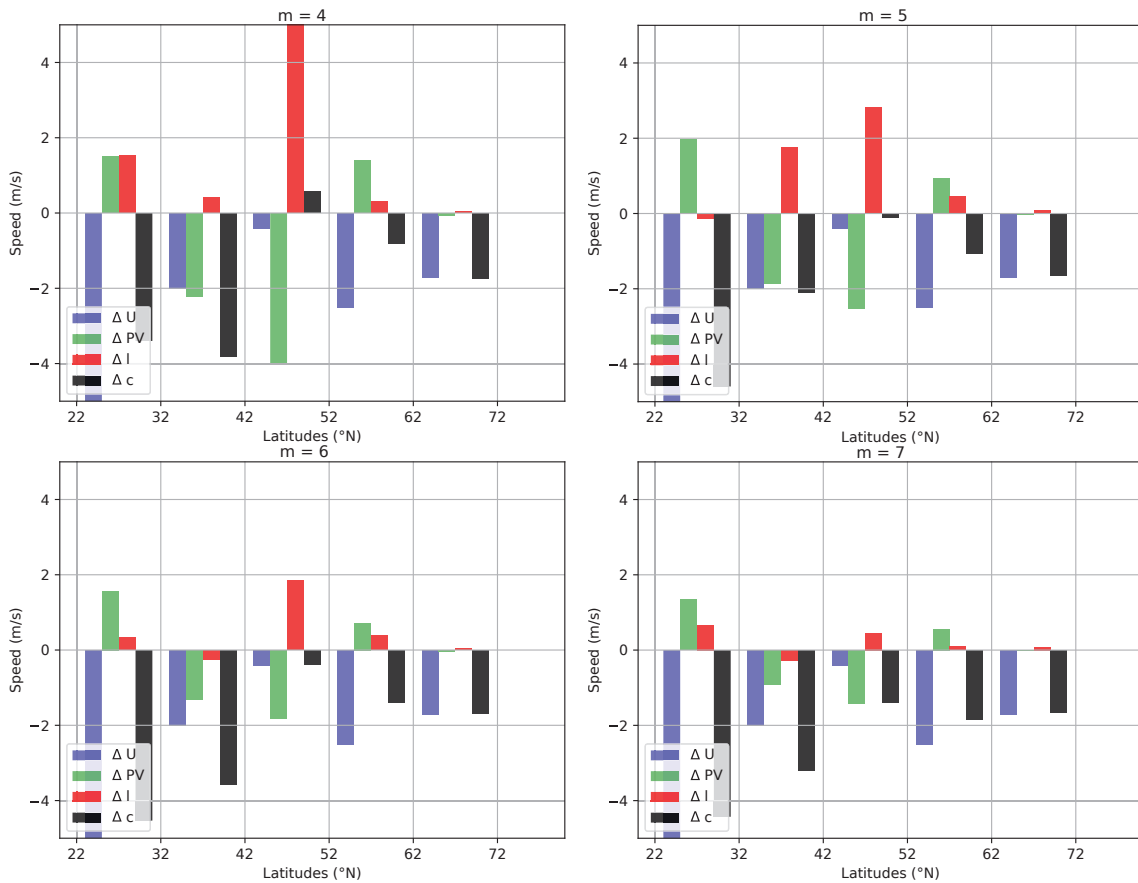 m = 4
4
2
0
−2
−4
Speed (m/s)
Δ U
Δ PV
Δ l
Δ c
22 32 42 52 62 72
Latitudes (°N)
m = 5
4
2
0
−2
−4
Speed (m/s)
Δ U
Δ PV
Δ l
Δ c
22 32 42 52 62 72
Latitudes (°N)
m = 6
4
2
0
−2
−4
Speed (m/s)
Δ U
Δ PV
Δ l
Δ c
22 32 42 52 62 72
Latitudes (°N)
m = 7
4
2
0
−2
−4
Speed (m/s)
Δ U
Δ PV
Δ l
Δ c
22 32 42 52 62 72
Latitudes (°N)